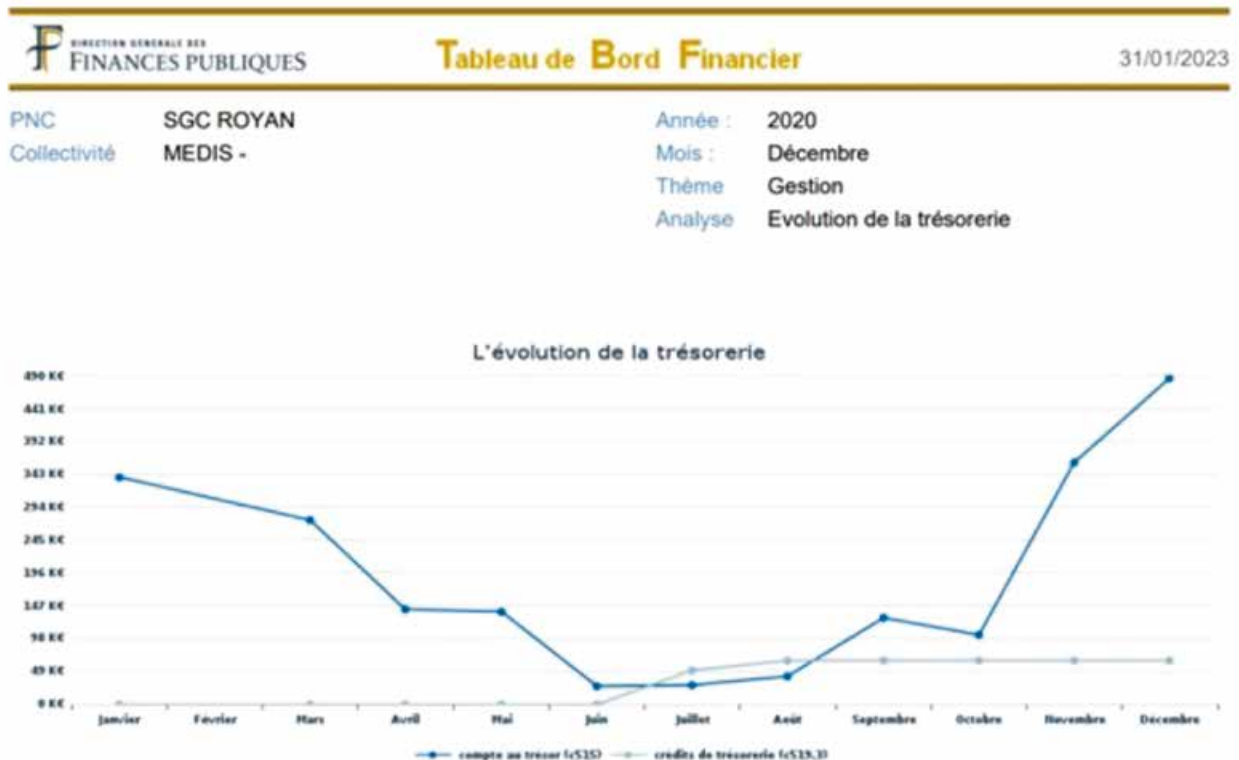 DIRECTION GÉNÉRALE DES
FINANCES PUBLIQUES
Tableau de Bord Financier
31/01/2023
PNC SGC ROYAN
Collectivité MEDIS -
Année : 2020
Mois : Décembre
Thème Gestion
Analyse Evolution de la trésorerie
L'évolution de la trésorerie
490 K€
441 K€
392 K€
343 K€
294 K€
245 K€
196 K€
147 K€
98 K€
49 K€
0 K€
Janvier Février Mars Avril Mai Juin Juillet Août Septembre Octobre Novembre Décembre
compte au trésor (c515) crédits de trésorerie (c519.3)